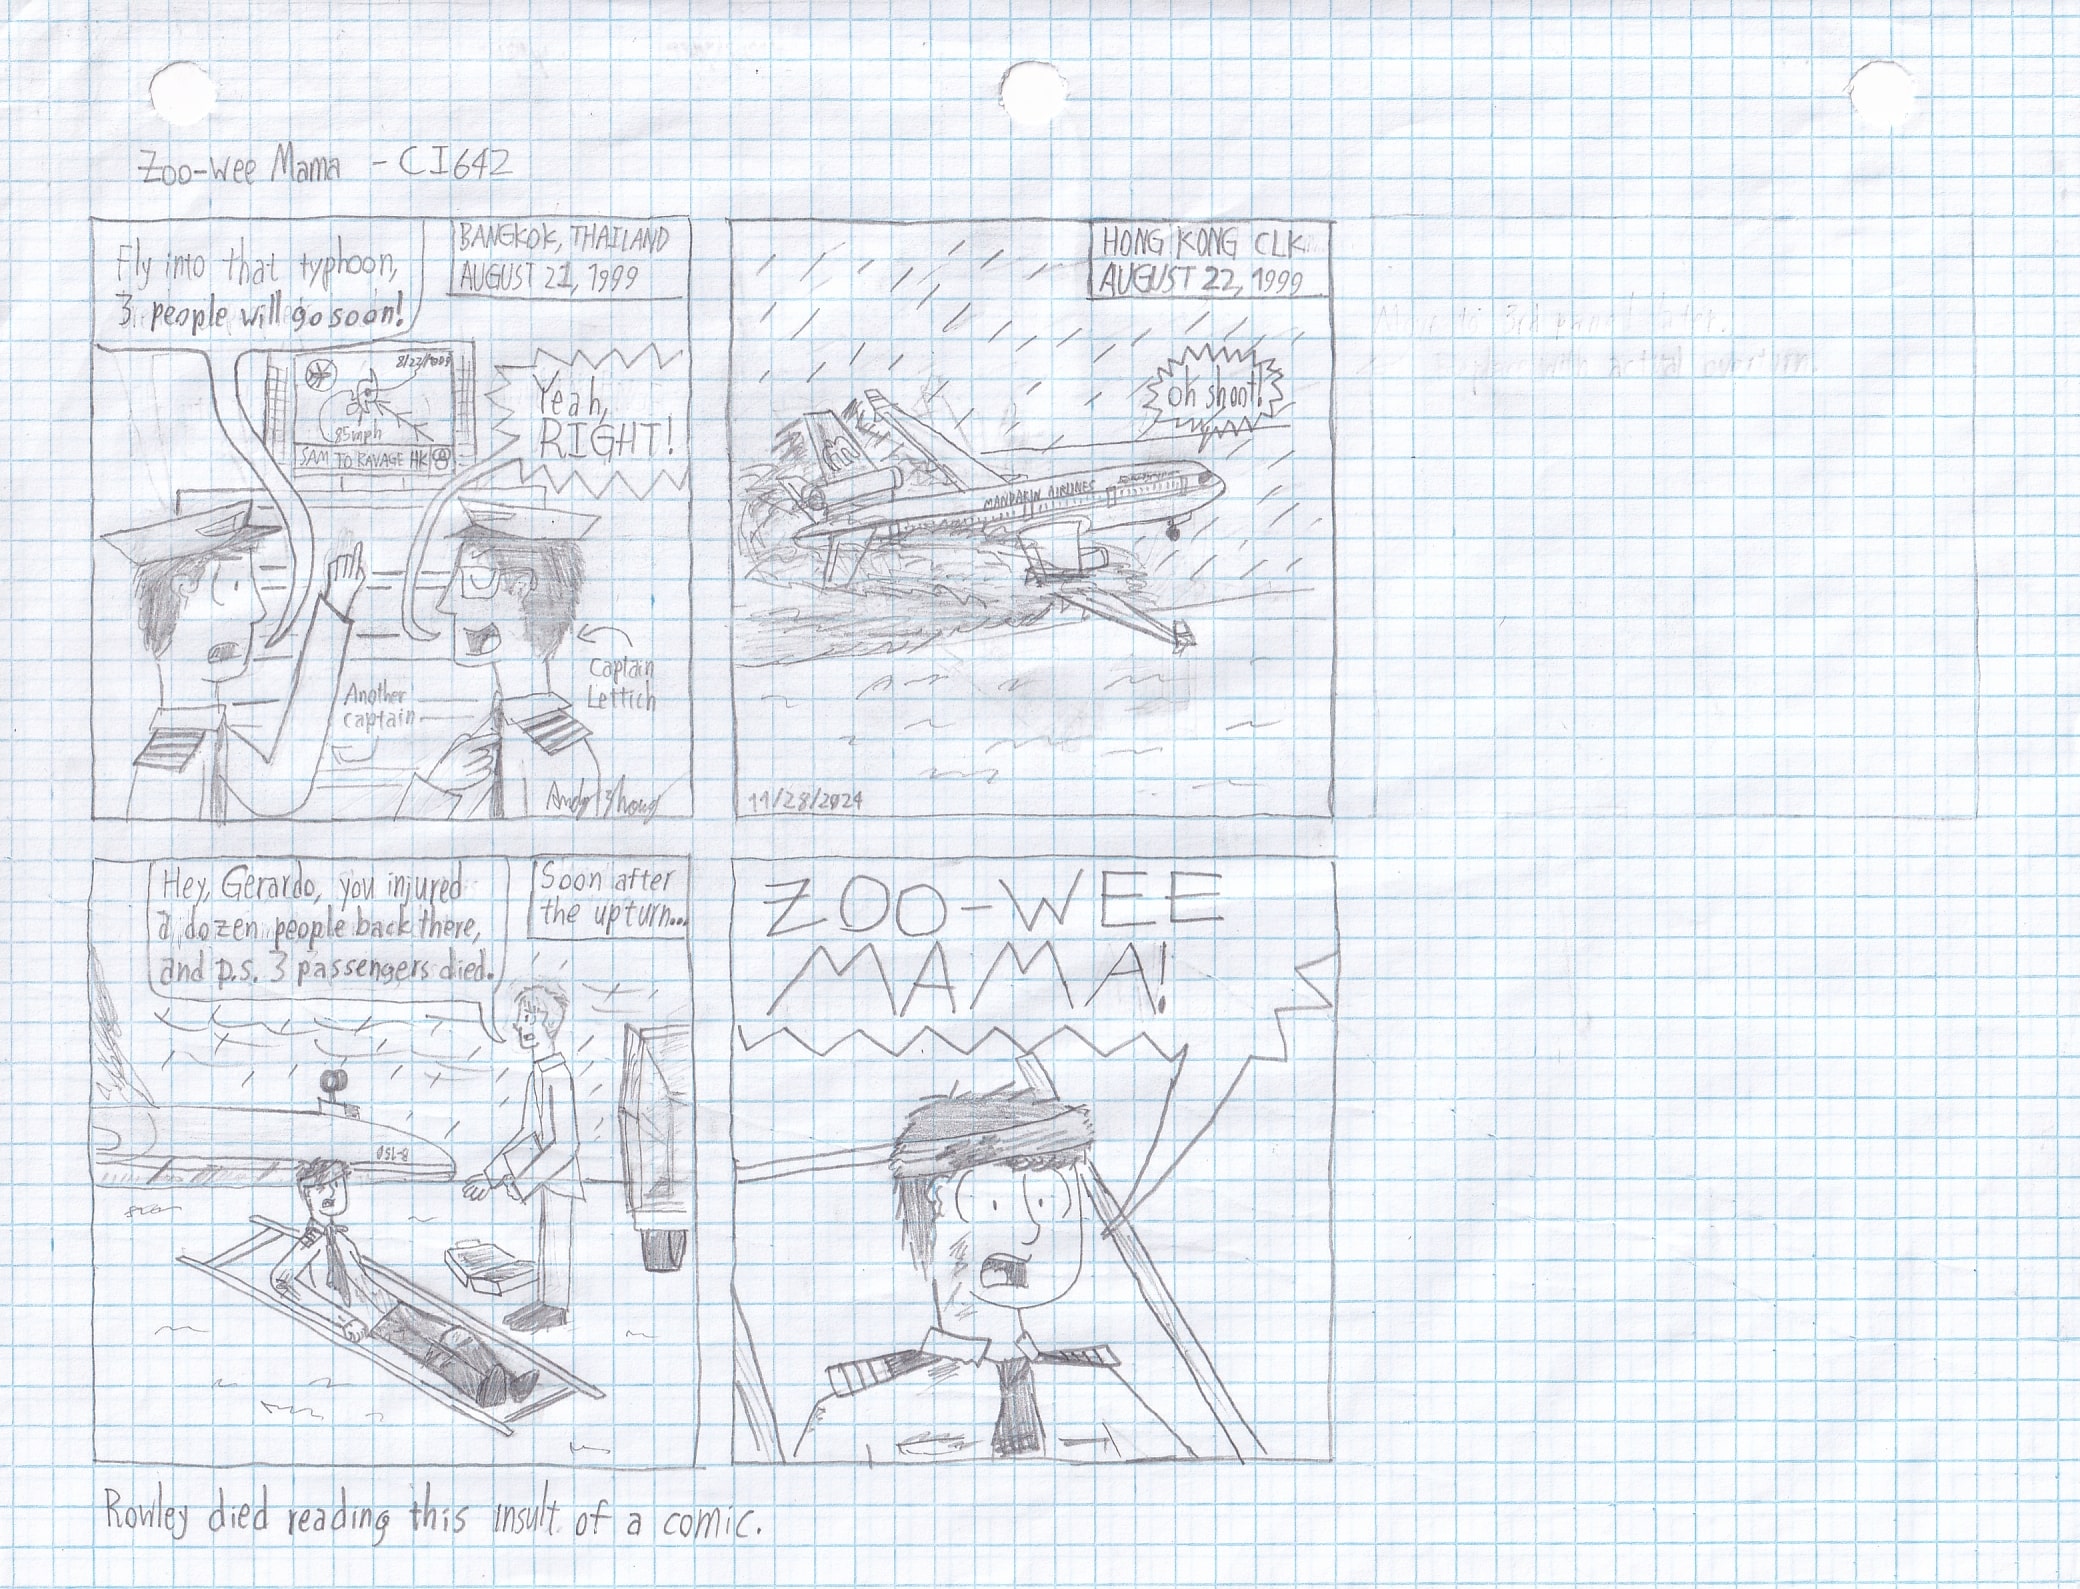 Zoo-Wee Mama - CI642
Fly into that typhoon,
3 people will go soon!
BANGKOK, THAILAND
AUGUST 21, 1999
85mph
SAM TO RAVAGE HK
Yeah,
RIGHT!
Captain
Lettich
Another
captain
HONG KONG CLK
AUGUST 22, 1999
oh shoot!
MANDARIN AIRLINES
11/28/2024
Hey, Gerardo, you injured
a dozen people back there,
and p.s. 3 passengers died.
Soon after
the upturn...
B-150
ZOO-WEE
MAMA!
Rowley died reading this insult of a comic.